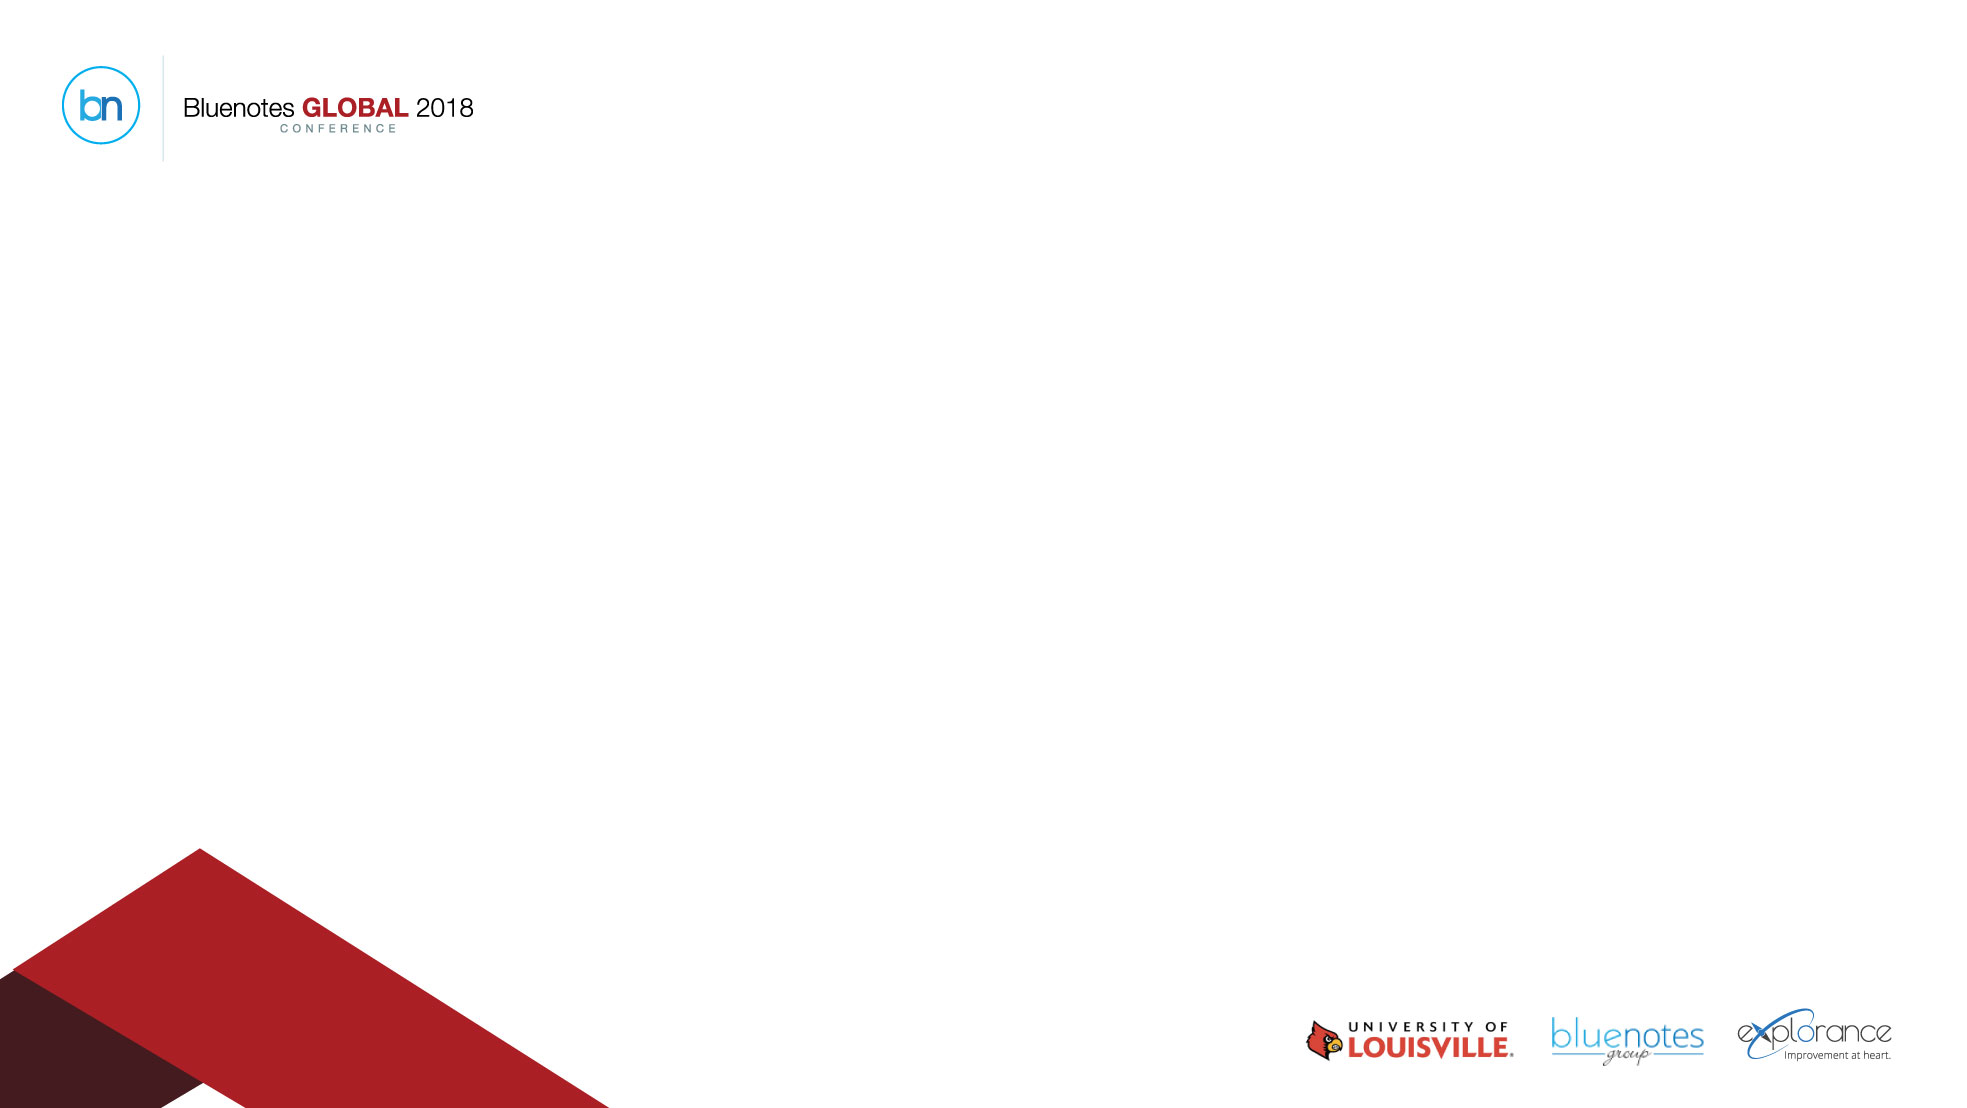 bn
Bluenotes GLOBAL 2018
CONFERENCE
UNIVERSITY OF
LOUISVILLE.
bluenotes
group
explorance
Improvement at heart.